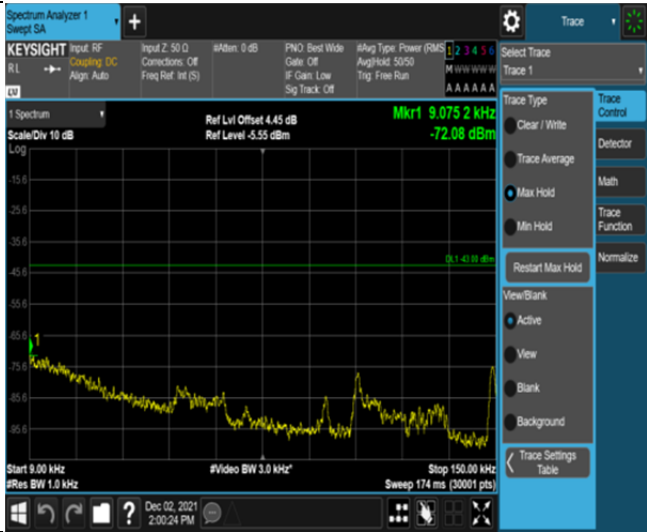 Spectrum Analyzer 1
Swept SA
Trace
KEYSIGHT
RL
LV
Input: RF
Coupling: DC
Align: Auto
Input Z: 50 Ω
Corrections: Off
Freq Ref: Int (S)
#Atten: 0 dB
PNO: Best Wide
Gate: Off
IF Gain: Low
Sig Track: Off
#Avg Type: Power (RMS
Avg|Hold: 50/50
Trig: Free Run
1 2 3 4 5 6
M W W W W W
A A A A A A
Select Trace
Trace 1
1 Spectrum
Scale/Div 10 dB
Log
Ref Lvl Offset 4.45 dB
Ref Level -5.55 dBm
Mkr1 9.075 2 kHz
-72.08 dBm
-15.6
-25.6
-35.6
DL1 -43.00 dBm
-45.6
-55.6
-65.6
1
-75.6
-85.6
-95.6
Start 9.00 kHz
#Res BW 1.0 kHz
#Video BW 3.0 kHz*
Stop 150.00 kHz
Sweep 174 ms (30001 pts)
Trace Type
Clear / Write
Trace Average
Max Hold
Min Hold
Restart Max Hold
View/Blank
Active
View
Blank
Background
Trace Settings
Table
Trace
Control
Detector
Math
Trace
Function
Normalize
?
Dec 02, 2021
2:00:24 PM